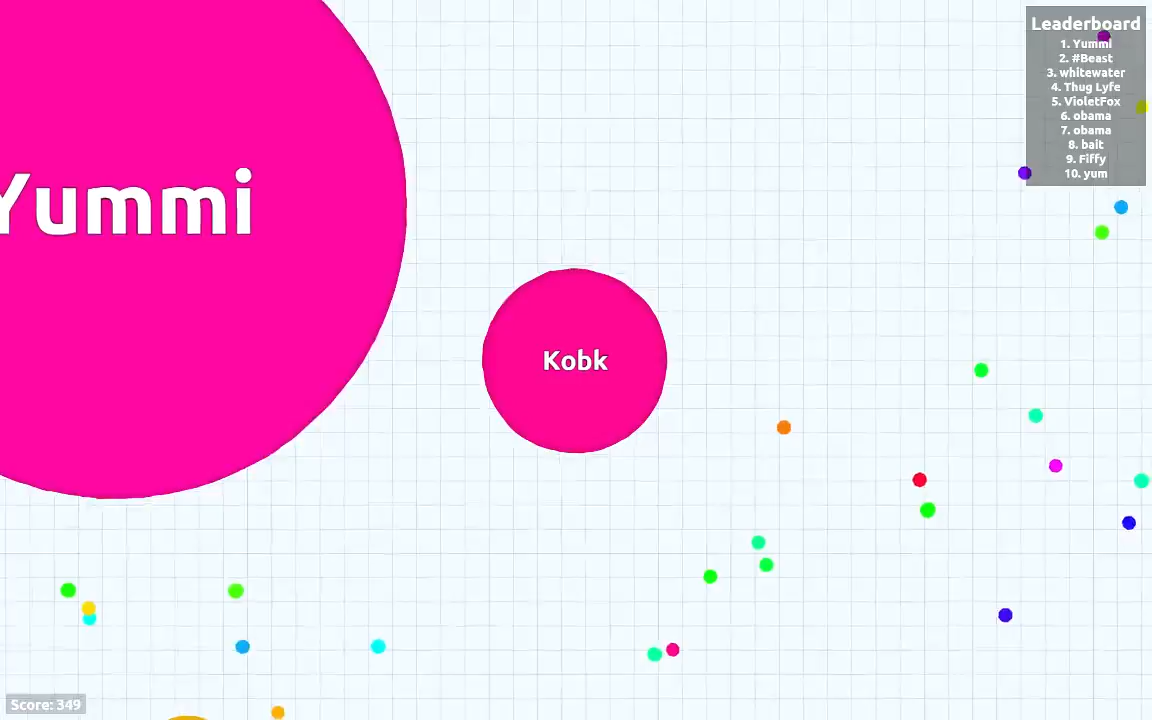 Leaderboard
1. Yummi
2. #Beast
3. whitewater
4. Thug Lyfe
5. VioletFox
6. obama
7. obama
8. bait
9. Fiffy
10. yum
Yummi
Kobk
Score: 349